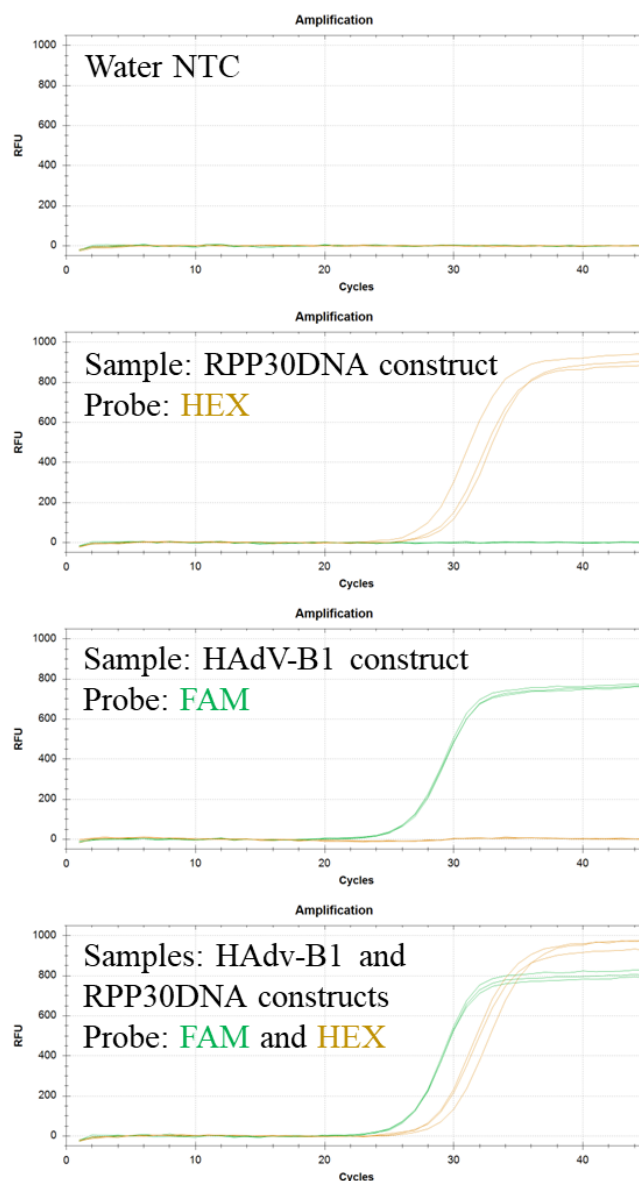 Amplification
1000
Water NTC
800
600
RFU
400
200
0
0 10 20 30 40
Cycles
Amplification
1000
Sample: RPP30DNA construct
800
Probe: HEX
600
RFU
400
200
0
0 10 20 30 40
Cycles
Amplification
1000
Sample: HAdV-B1 construct
800
Probe: FAM
600
RFU
400
200
0
0 10 20 30 40
Cycles
Amplification
1000
Samples: HAdv-B1 and
RPP30DNA constructs
800
Probe: FAM and HEX
600
RFU
400
200
0
0 10 20 30 40
Cycles